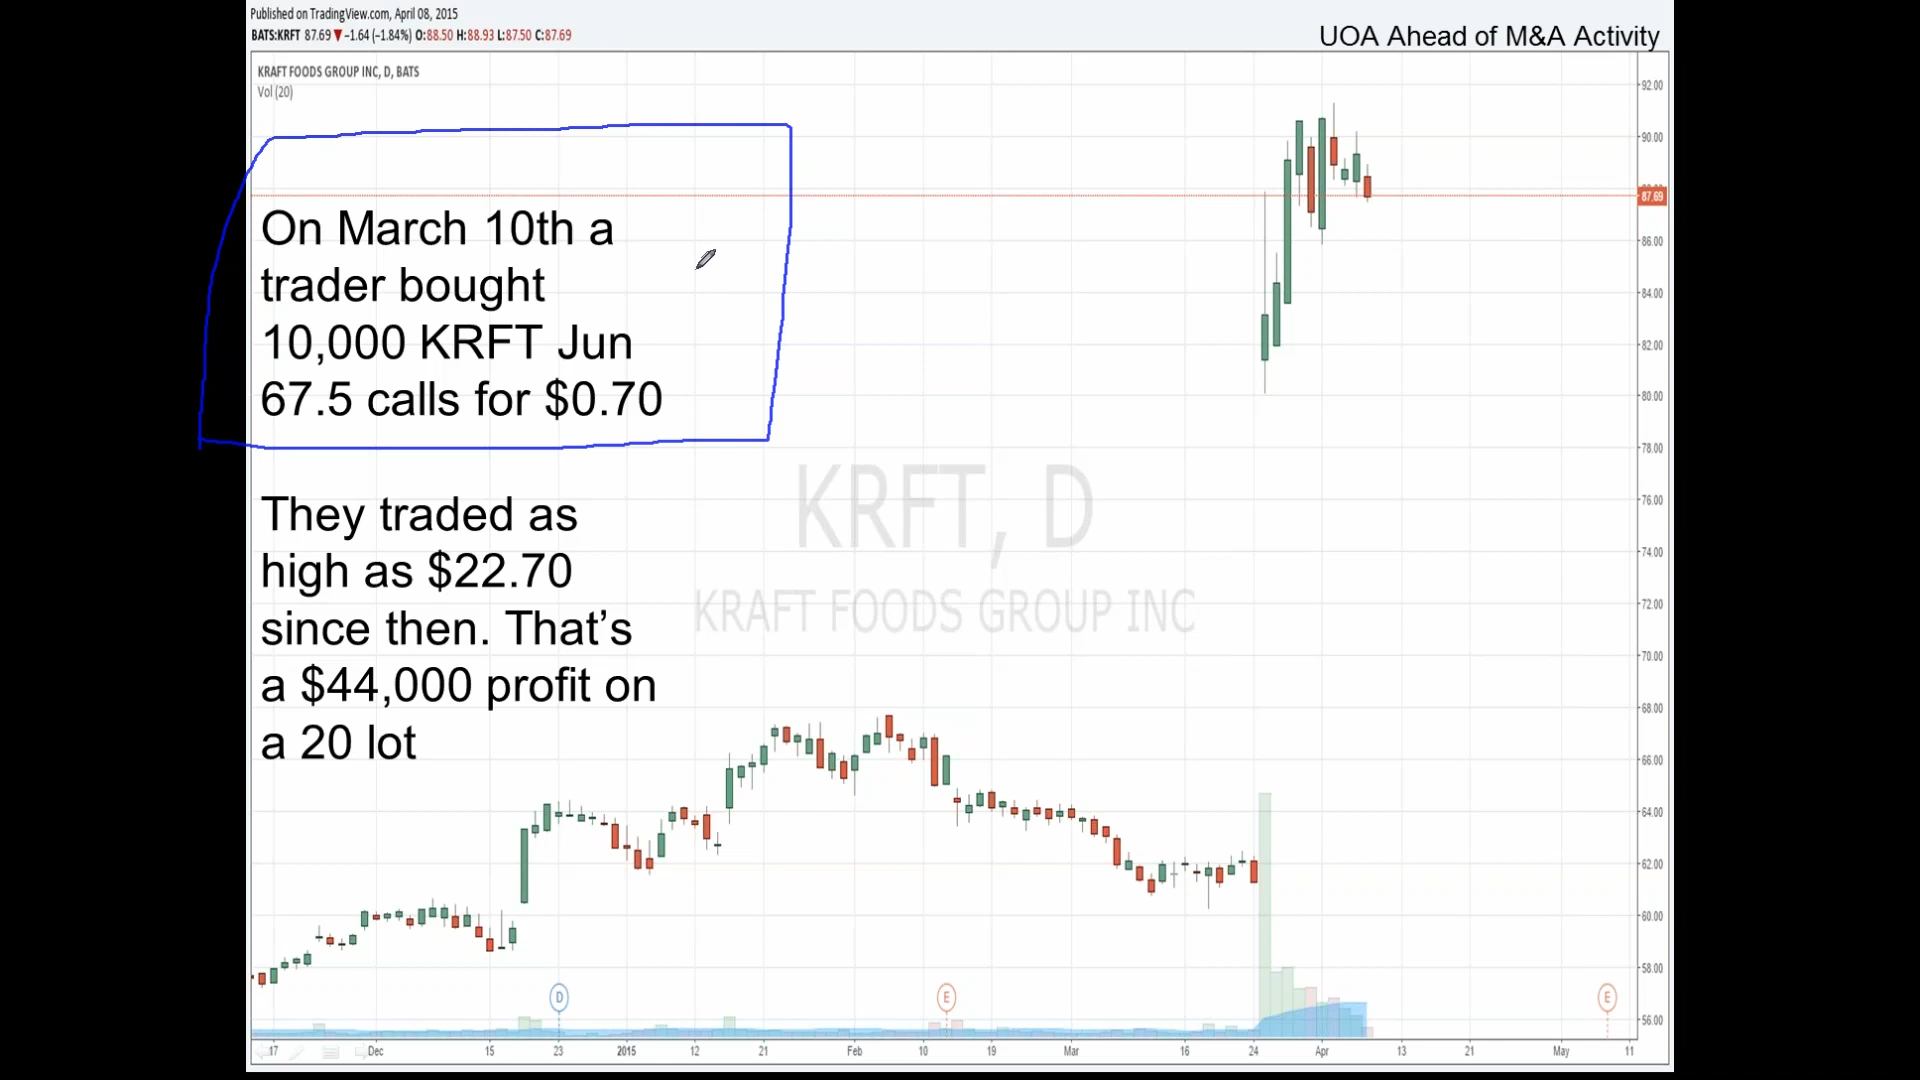 Published on TradingView.com, April 08, 2015
BATS:KRFT 87.69 ▼ −1.64 (−1.84%) O:88.50 H:88.93 L:87.50 C:87.69
UOA Ahead of M&A Activity
KRAFT FOODS GROUP INC, D, BATS
Vol (20)
On March 10th a
trader bought
10,000 KRFT Jun
67.5 calls for $0.70
They traded as
high as $22.70
since then. That’s
a $44,000 profit on
a 20 lot
KRFT, D
KRAFT FOODS GROUP INC
92.00
90.00
87.69
86.00
84.00
82.00
80.00
78.00
76.00
74.00
72.00
70.00
68.00
66.00
64.00
62.00
60.00
58.00
56.00
D E E
17 Dec 15 23 2015 12 21 Feb 10 19 Mar 16 24 Apr 13 21 May 11